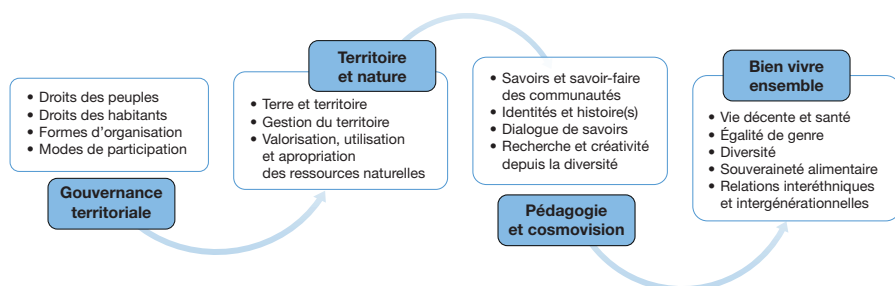 • Droits des peuples
• Droits des habitants
• Formes d'organisation
• Modes de participation
Gouvernance
territoriale
Territoire
et nature
• Terre et territoire
• Gestion du territoire
• Valorisation, utilisation
et apropriation
des ressources naturelles
• Savoirs et savoir-faire
des communautés
• Identités et histoire(s)
• Dialogue de savoirs
• Recherche et créativité
depuis la diversité
Pédagogie
et cosmovision
Bien vivre
ensemble
• Vie décente et santé
• Égalité de genre
• Diversité
• Souveraineté alimentaire
• Relations interéthniques
et intergénérationnelles